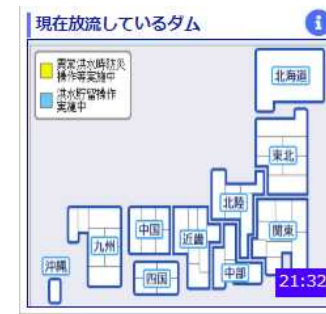 現在放流しているダム
i
異常洪水時防災
操作等実施中
洪水貯留操作
実施中
北海道
東北
北陸
関東
中国
近畿
九州
中部
四国
沖縄
21:32